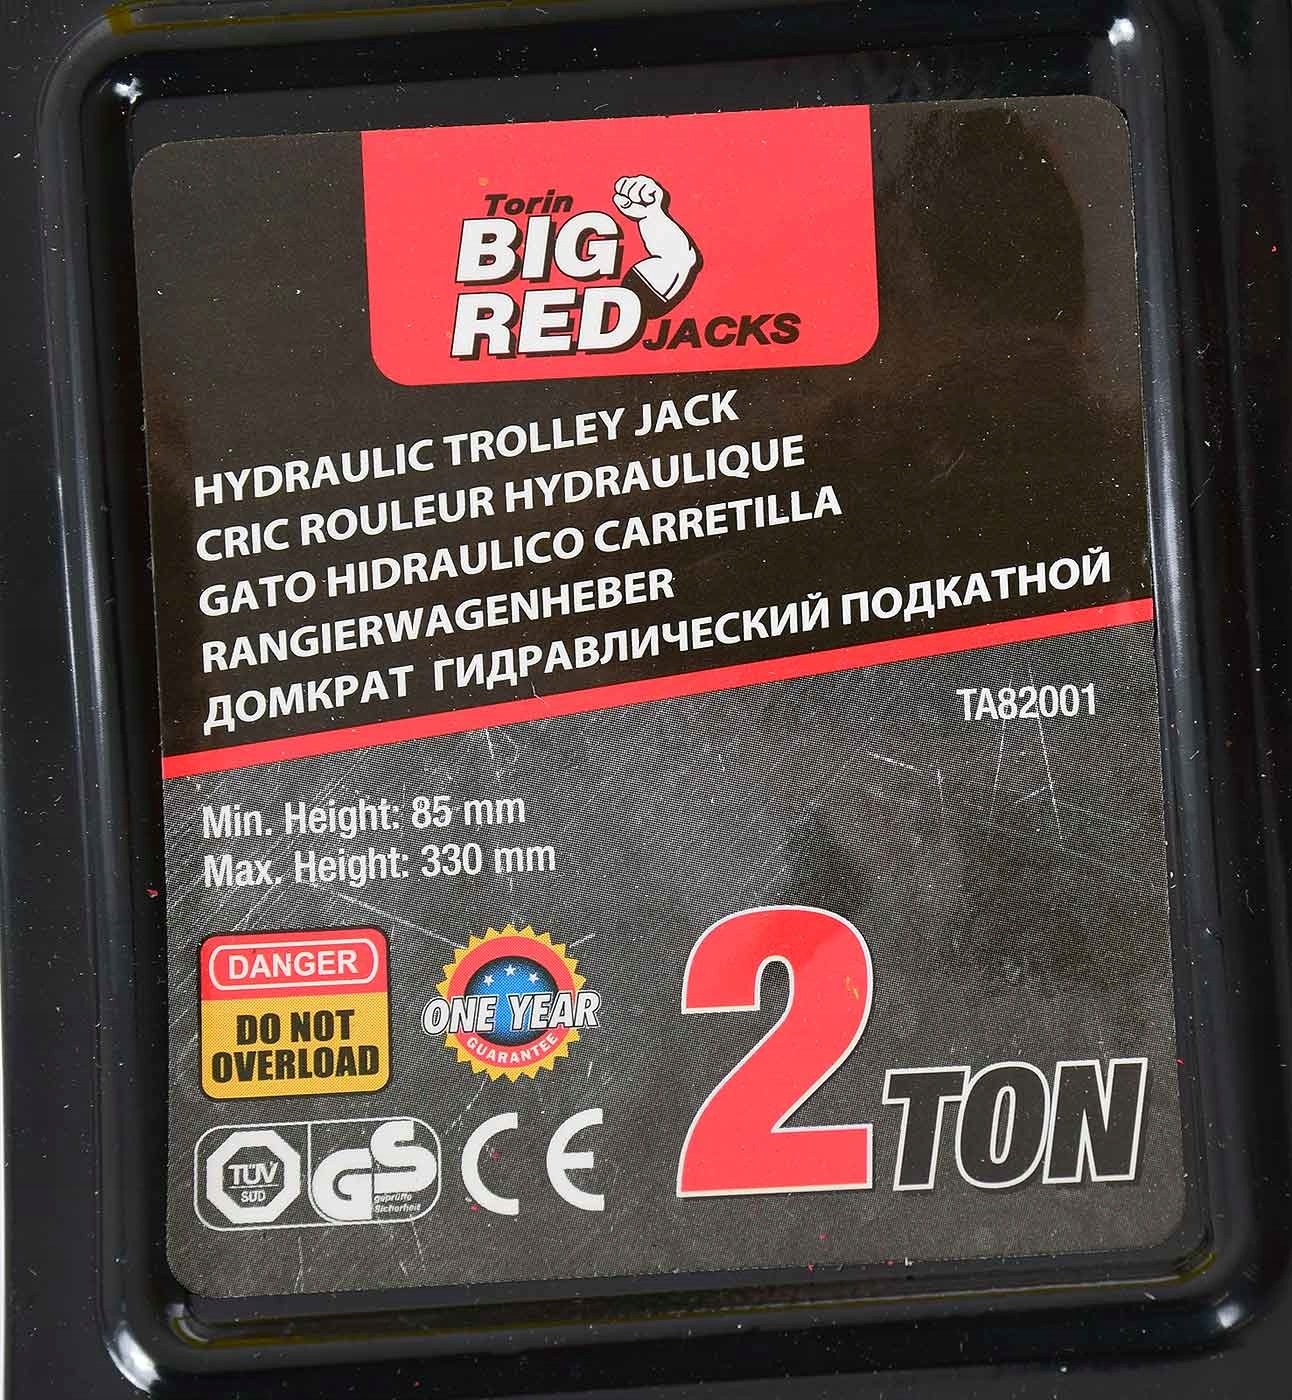 Torin
BIG
RED JACKS
HYDRAULIC TROLLEY JACK
CRIC ROULEUR HYDRAULIQUE
GATO HIDRAULICO CARRETILLA
RANGIERWAGENHEBER
ДОМКРАТ ГИДРАВЛИЧЕСКИЙ ПОДКАТНОЙ
TA82001
Min. Height: 85 mm
Max. Height: 330 mm
DANGER
DO NOT
OVERLOAD
ONE YEAR
GUARANTEE
2 TON
TÜV
SÜD
GS
geprüfte
Sicherheit
CE